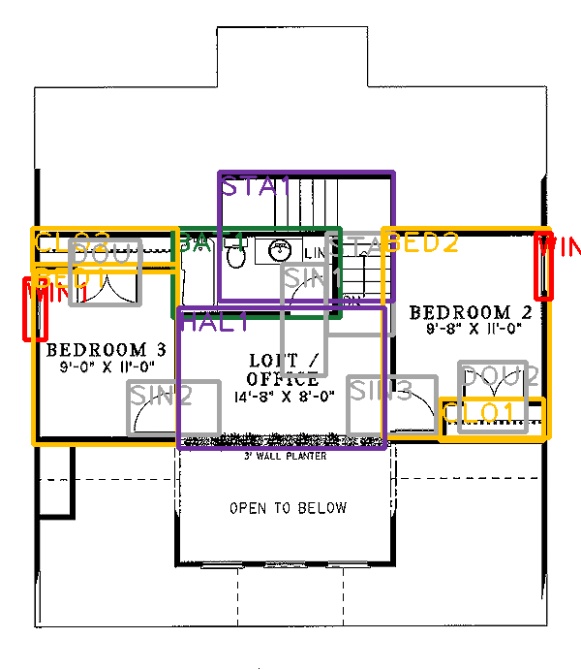 STA1
CLO2
BAT1
STA
BED2
DOU
LIN
WIN
BED1
SIN1
WIN1
DN
HAL1
BEDROOM 2
9'-8" X 11'-0"
BEDROOM 3
9'-0" X 11'-0"
LOFT /
OFFICE
14'-8" X 8'-0"
DOU2
SIN2
SIN3
CLO1
3' WALL PLANTER
OPEN TO BELOW